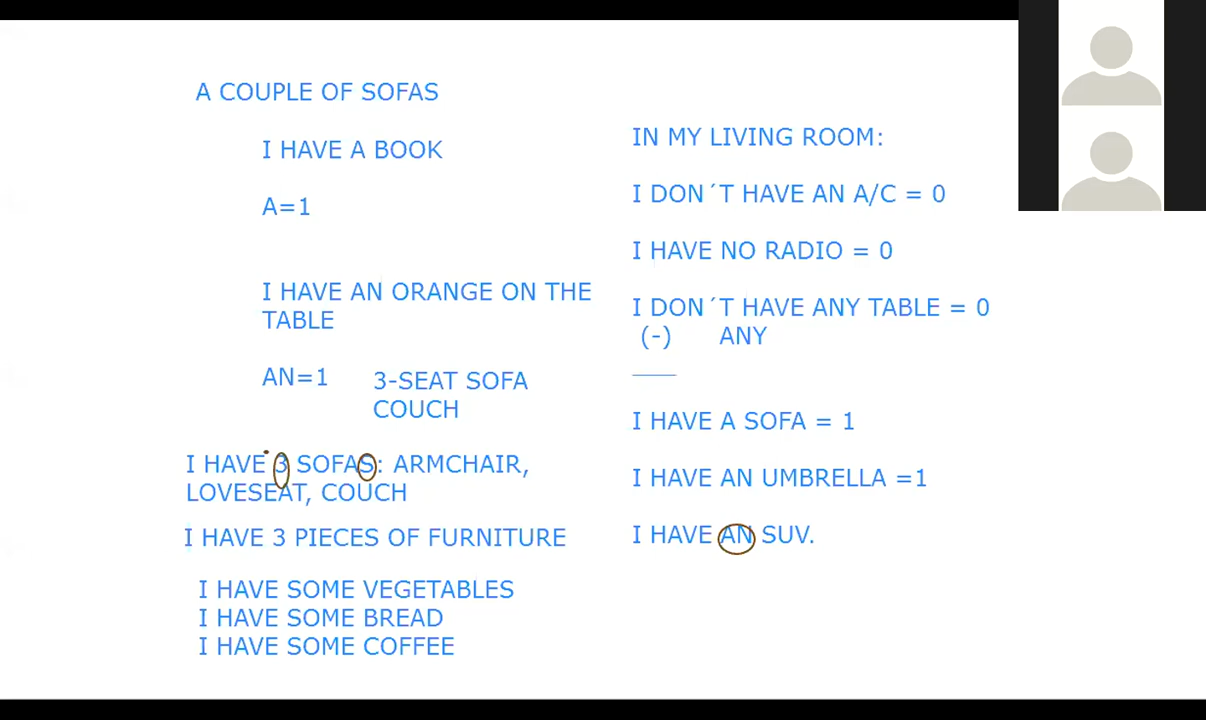 A COUPLE OF SOFAS
I HAVE A BOOK
A=1
I HAVE AN ORANGE ON THE
TABLE
AN=1
3-SEAT SOFA
COUCH
I HAVE 3 SOFAS: ARMCHAIR,
LOVESEAT, COUCH
I HAVE 3 PIECES OF FURNITURE
I HAVE SOME VEGETABLES
I HAVE SOME BREAD
I HAVE SOME COFFEE
IN MY LIVING ROOM:
I DON´T HAVE AN A/C = 0
I HAVE NO RADIO = 0
I DON´T HAVE ANY TABLE = 0
(-) ANY
I HAVE A SOFA = 1
I HAVE AN UMBRELLA =1
I HAVE AN SUV.